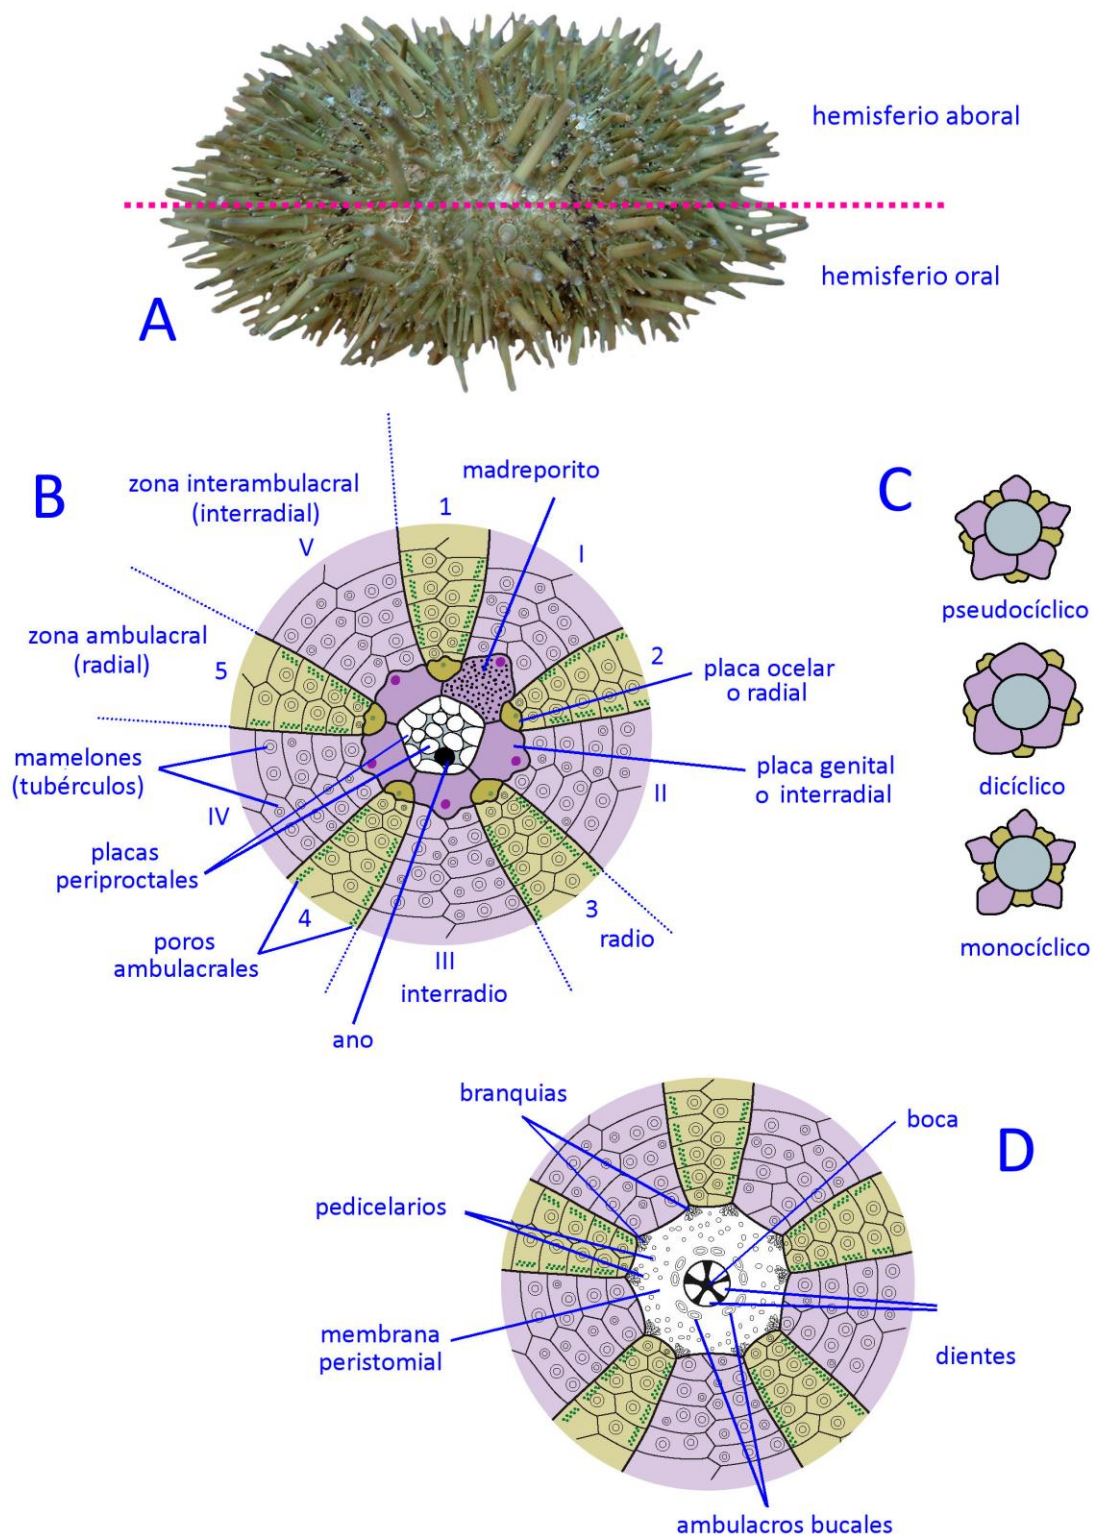 hemisferio aboral
hemisferio oral
A
B
zona interambulacral
(interradial)
madreporito
C
1
V
I
pseudocíclico
zona ambulacral
(radial)
5
2
placa ocelar
o radial
mamelones
(tubérculos)
placa genital
o interradial
dicíclico
IV
II
placas
periproctales
monocíclico
poros
ambulacrales
4
3
radio
III
interradio
ano
branquias
boca
D
pedicelarios
membrana
peristomial
dientes
ambulacros bucales